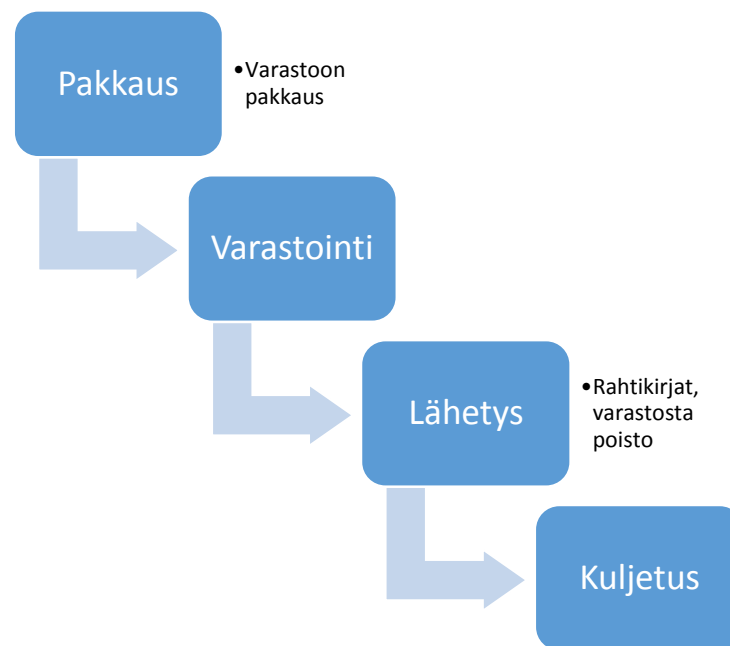 Pakkaus
•Varastoon
pakkaus
Varastointi
Lähetys
•Rahtikirjat,
varastosta
poisto
Kuljetus